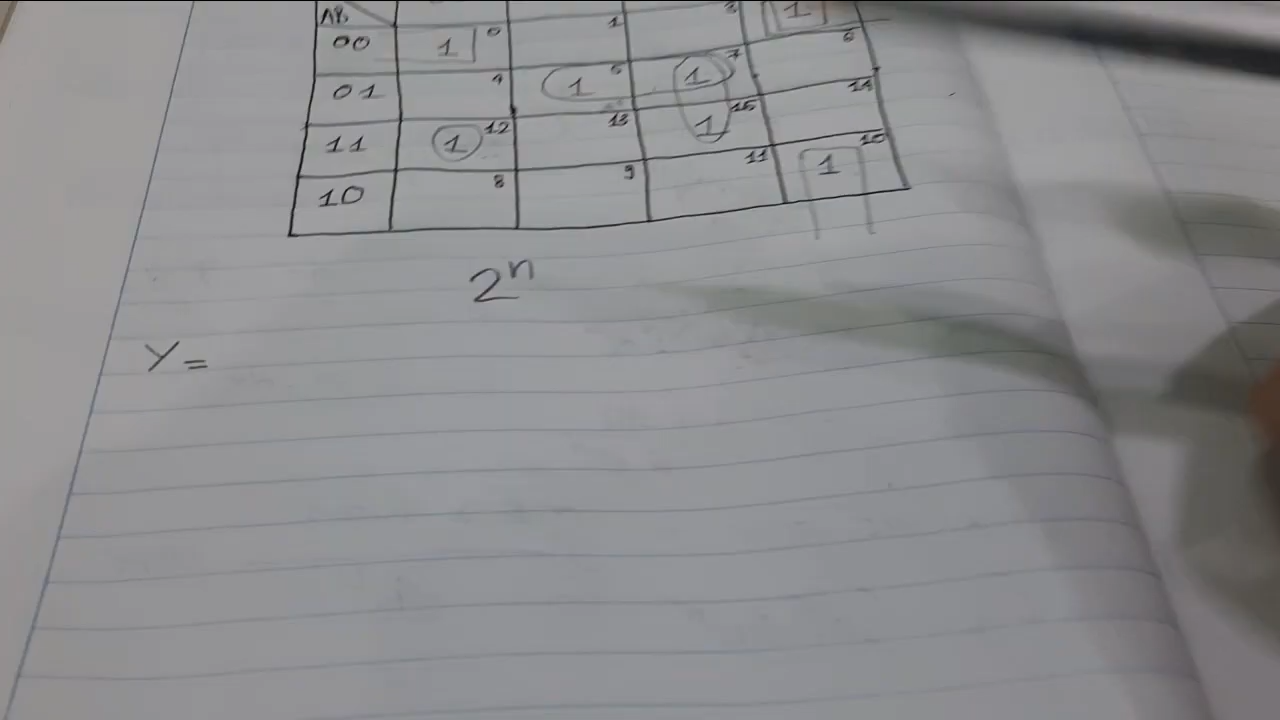 AB
00 1 0 1 3 1
01 4 1 5 1 7 6
11 1 12 13 1 15 14
10 8 9 11 1 10
2ⁿ
Y =